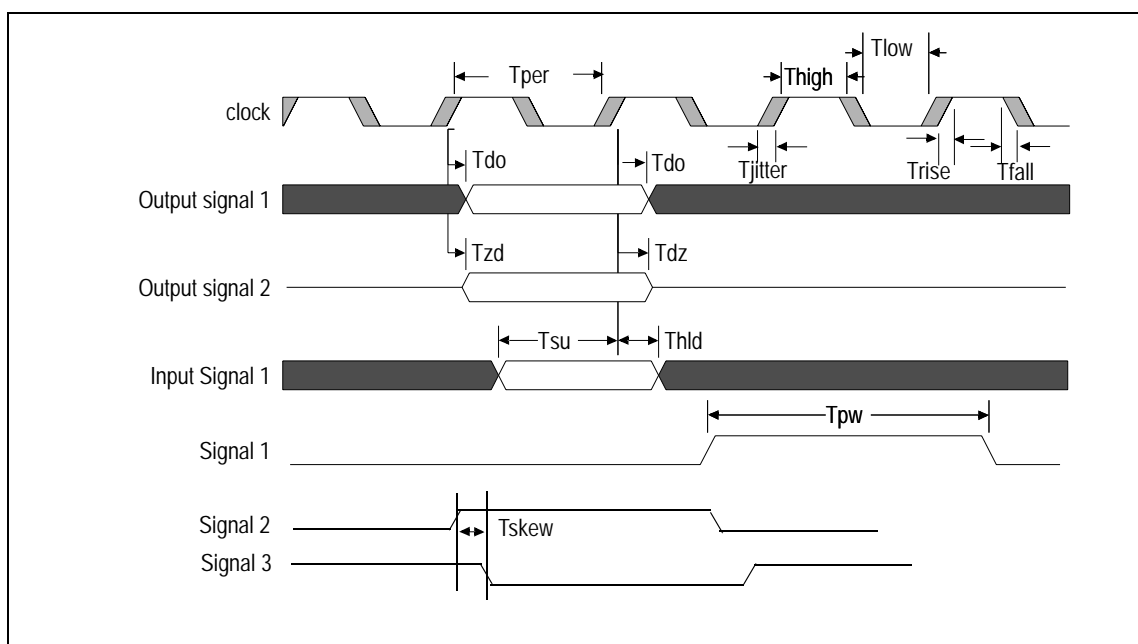 Tlow
Tper
Thigh
clock
Tdo
Tdo
Tjitter
Trise
Tfall
Output signal 1
Tzd
Tdz
Output signal 2
Tsu
Thld
Input Signal 1
Tpw
Signal 1
Signal 2
Tskew
Signal 3